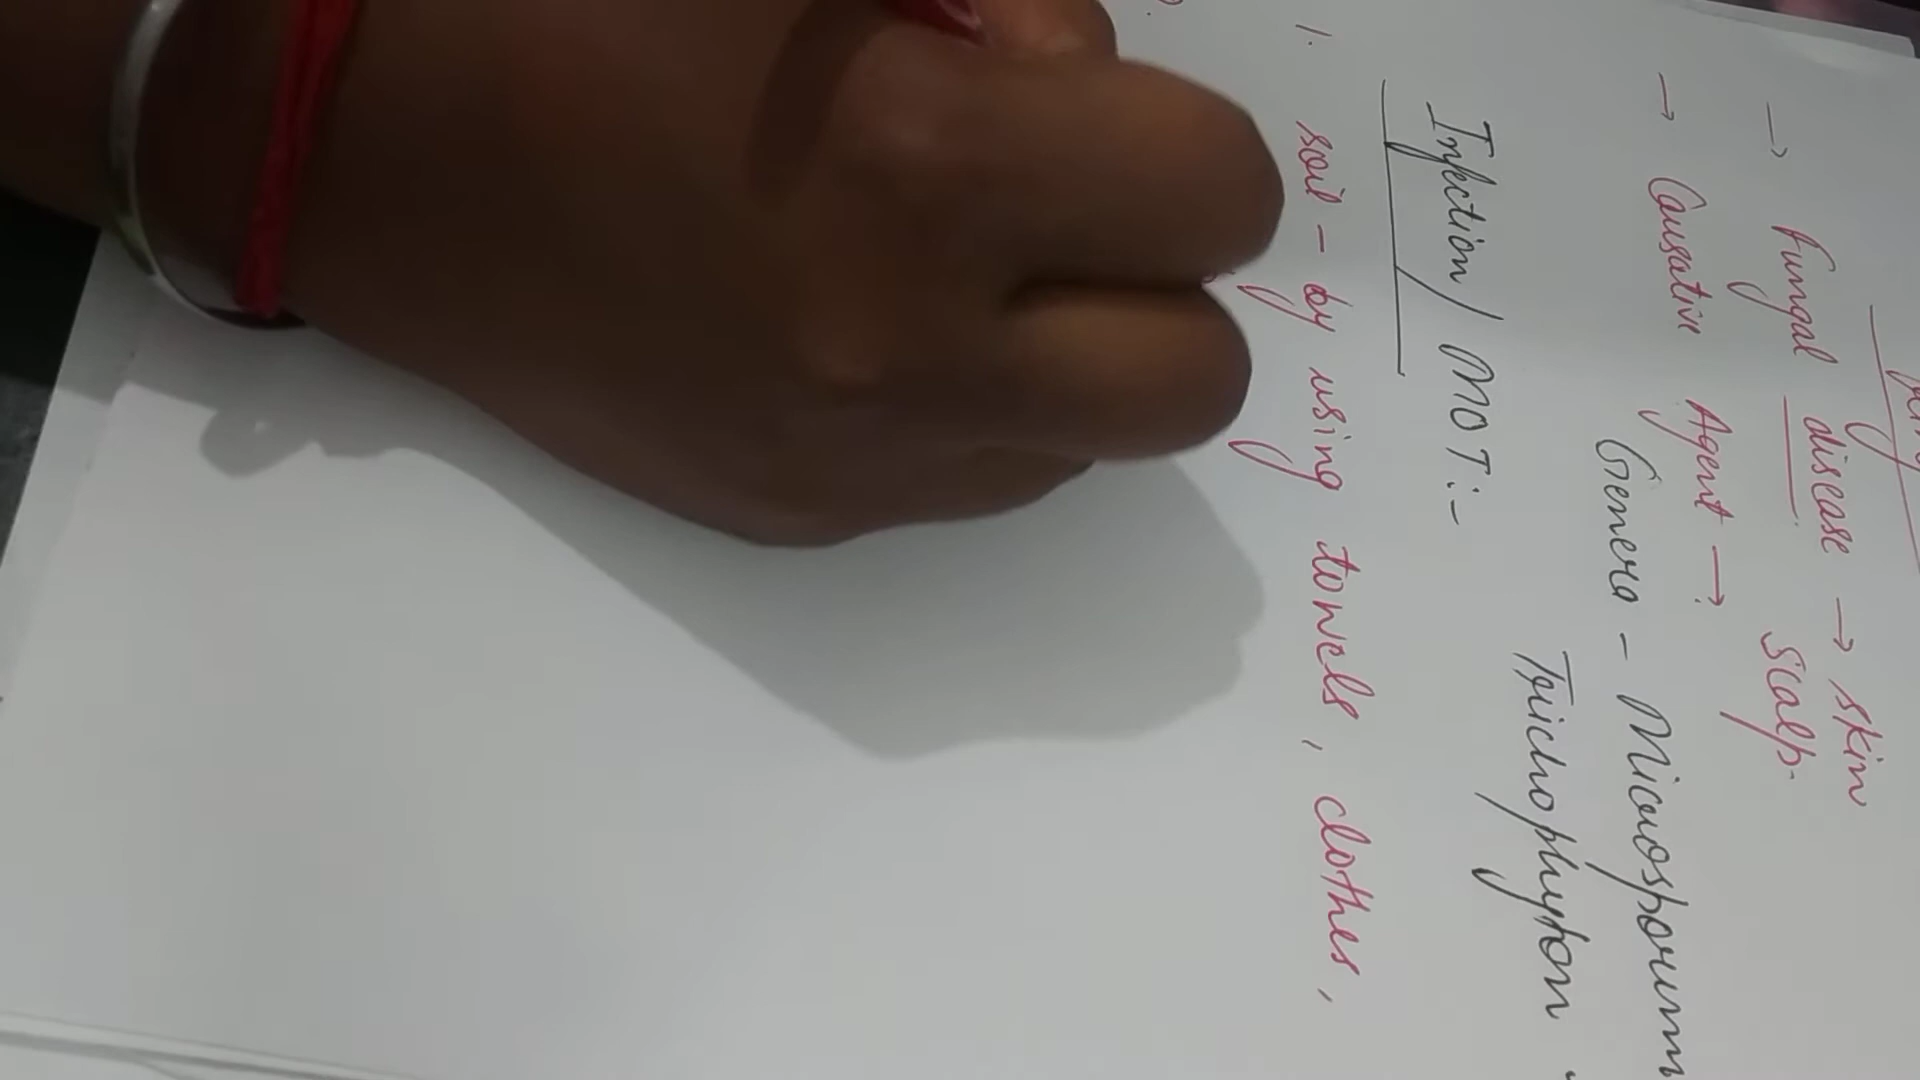 → Fungal disease → skin
scalp.
→ Causative Agent →
Genera - Microsporum
Trichophyton
Infection / MOT:-
1. soil - by using towels, clothes,